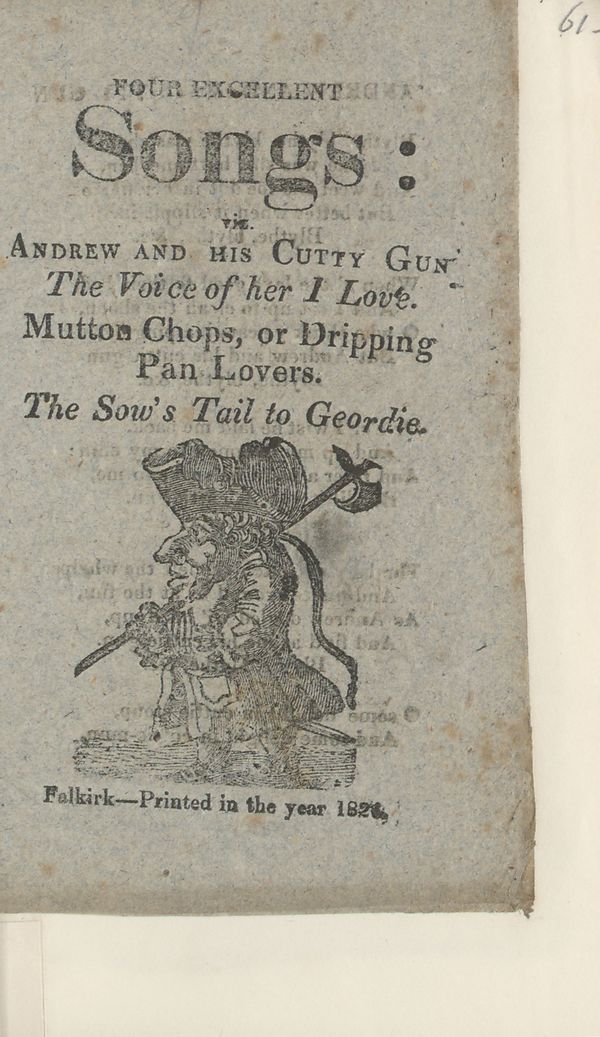 61.
FOUR EXCELLENT
Songs:
VIZ.
ANDREW AND HIS CUTTY GUN
The Voice of her I Love.
Mutton Chops, or Dripping
Pan Lovers.
The Sow's Tail to Geordie.
Falkirk—Printed in the year